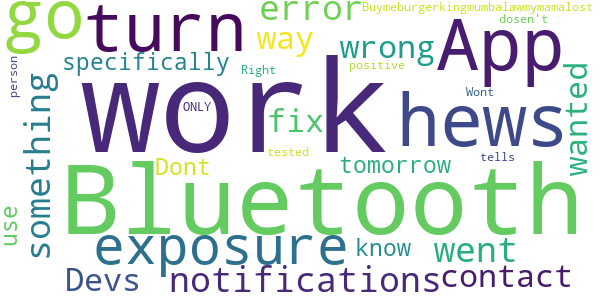 go turn error Buymeburgerkingmumbalawmymamalost
dosen't
way wrong App
specifically
person Right positive
something work ONLY fix hews Wont wanted
tested tells
Dont tomorrow
use Bluetooth
exposure know went
Devs notifications contact